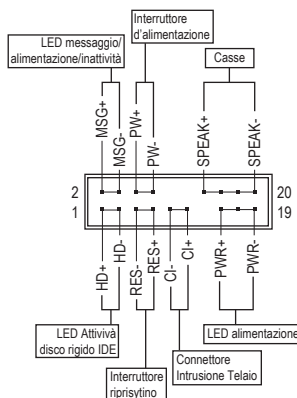 Interruttore
d'alimentazione
LED messaggio/
alimentazione/inattività
Casse
MSG+
MSG-
PW+
PW-
SPEAK+
SPEAK-
2
20
1
19
HD+
HD-
RES-
RES+
CI-
CI+
PWR+
PWR-
LED Attività
disco rigido IDE
LED alimentazione
Interruttore
riprisytino
Connettore
Intrusione Telaio